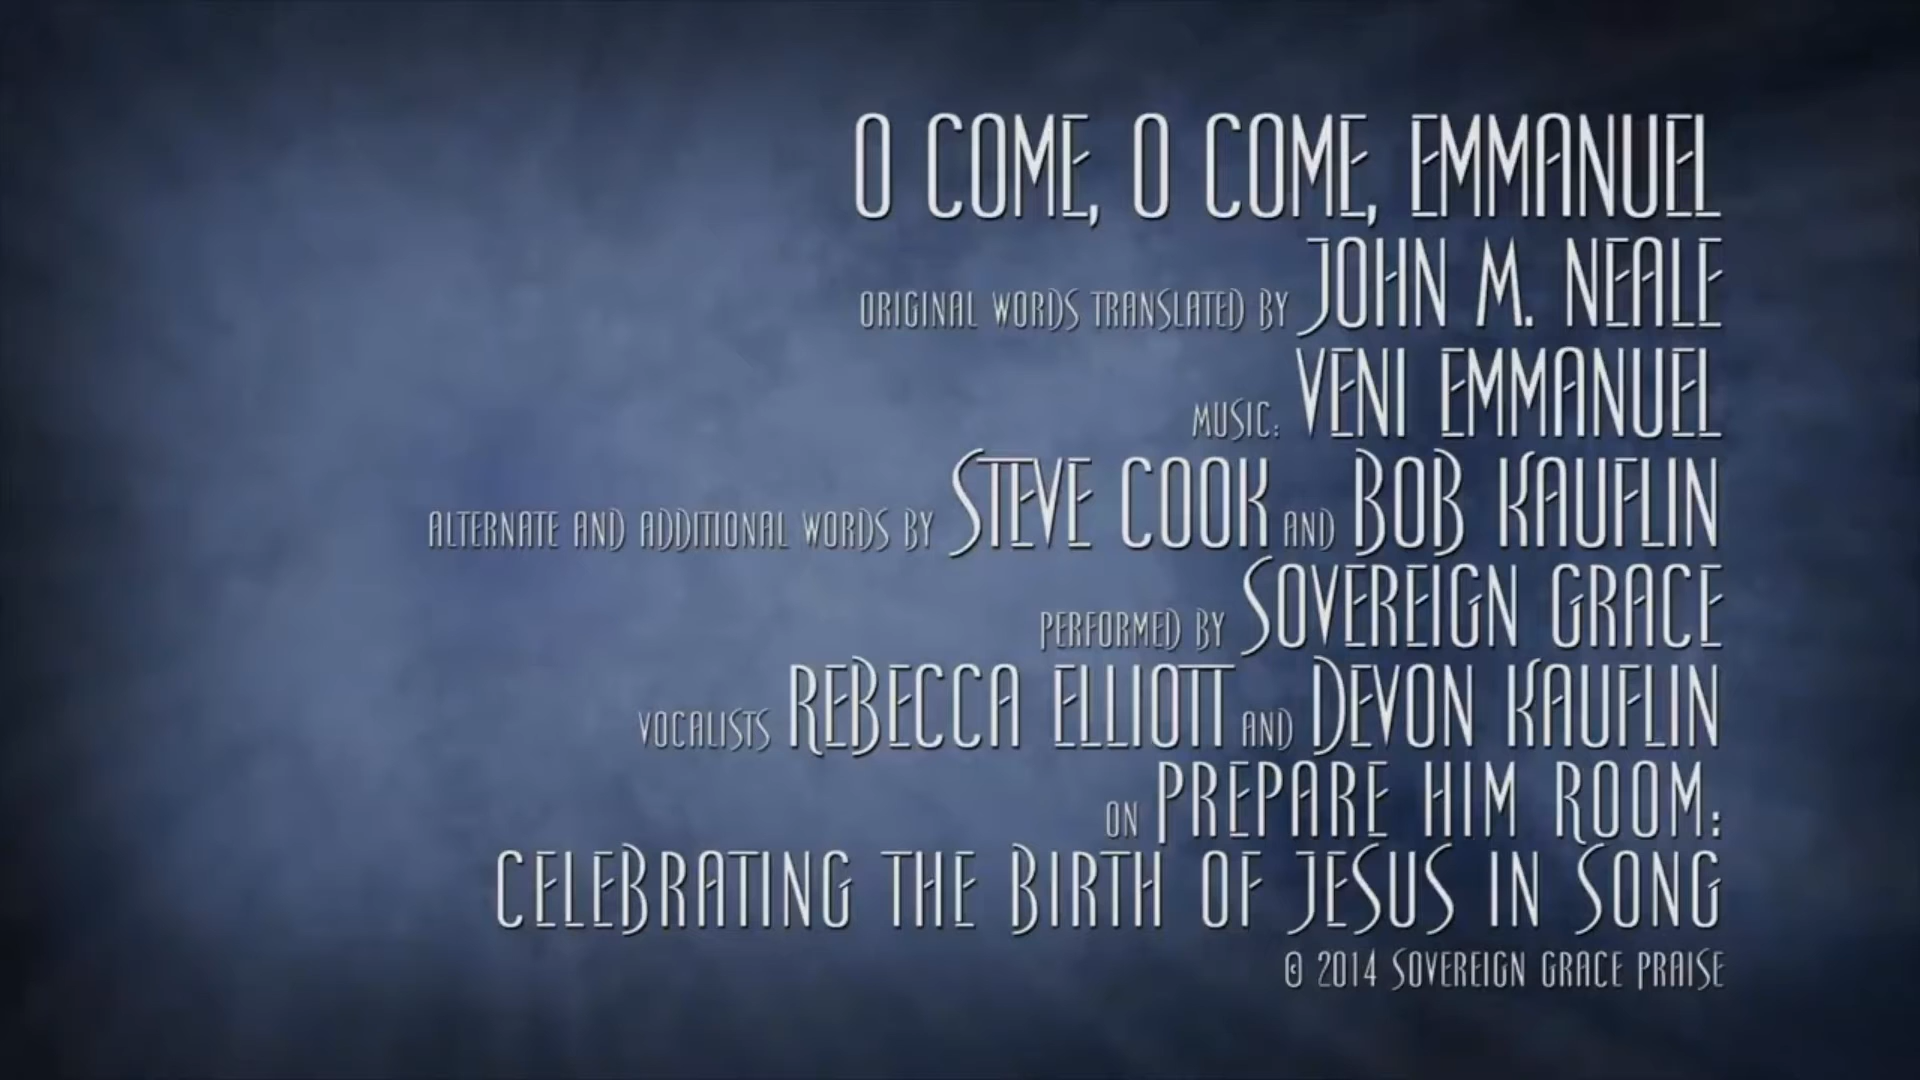 O COME, O COME, EMMANUEL
ORIGINAL WORDS TRANSLATED BY JOHN M. NEALE
MUSIC: VENI EMMANUEL
ALTERNATE AND ADDITIONAL WORDS BY STEVE COOK AND BOB KAUFLIN
PERFORMED BY SOVEREIGN GRACE
VOCALISTS REBECCA ELLIOTT AND DEVON KAUFLIN
ON PREPARE HIM ROOM:
CELEBRATING THE BIRTH OF JESUS IN SONG
© 2014 SOVEREIGN GRACE PRAISE